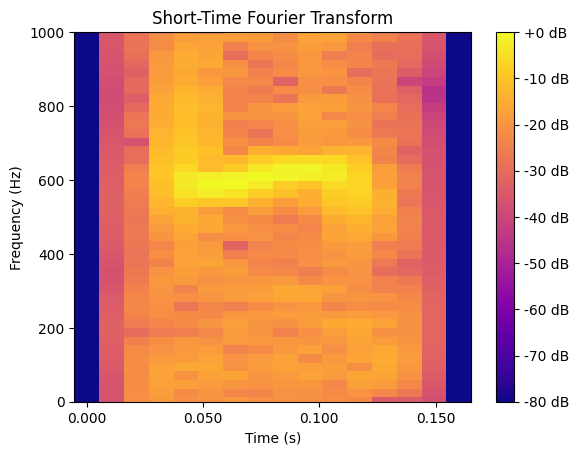 Short-Time Fourier Transform
1000
800
600
400
200
0
Frequency (Hz)
0.000
0.050
0.100
0.150
Time (s)
+0 dB
-10 dB
-20 dB
-30 dB
-40 dB
-50 dB
-60 dB
-70 dB
-80 dB